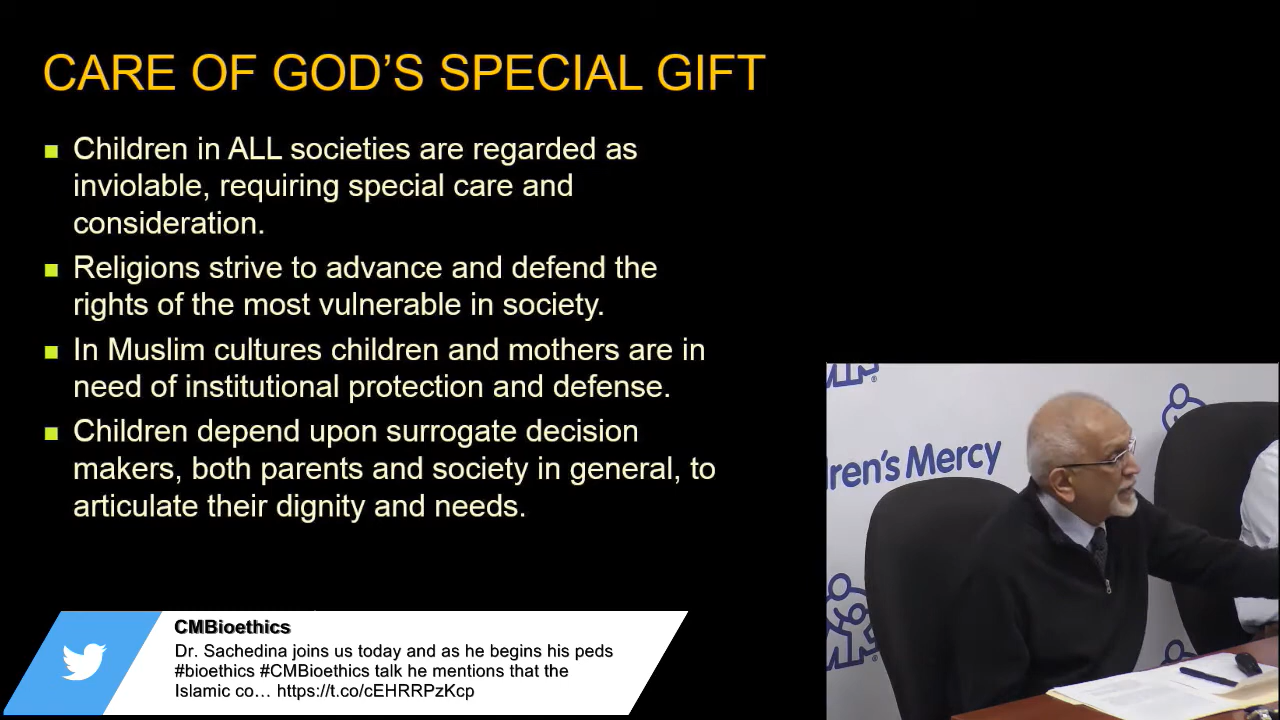 CARE OF GOD'S SPECIAL GIFT
Children in ALL societies are regarded as
inviolable, requiring special care and
consideration.
Religions strive to advance and defend the
rights of the most vulnerable in society.
In Muslim cultures children and mothers are in
need of institutional protection and defense.
Children depend upon surrogate decision
makers, both parents and society in general, to
articulate their dignity and needs.
ren's Mercy
CMBioethics
Dr. Sachedina joins us today and as he begins his peds
#bioethics #CMBioethics talk he mentions that the
Islamic co… https://t.co/cEHRRPzKcp